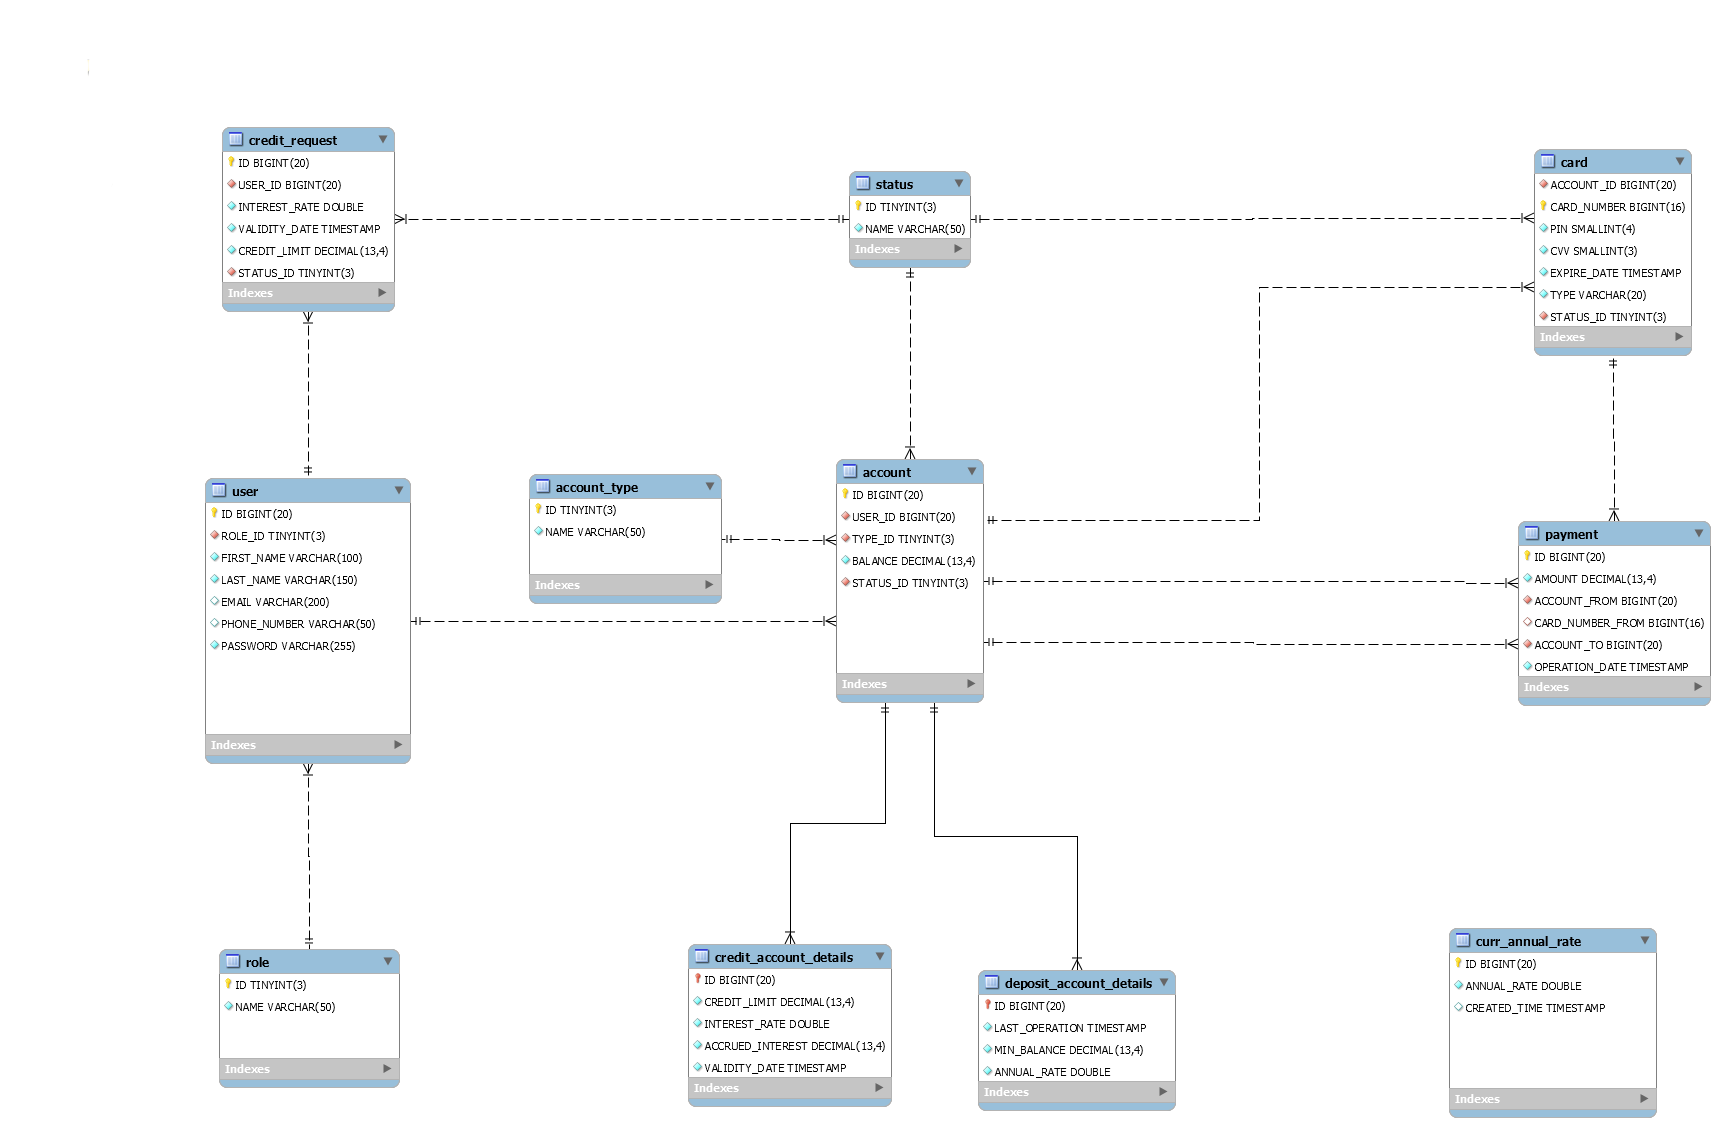 credit_request
ID BIGINT(20)
USER_ID BIGINT(20)
INTEREST_RATE DOUBLE
VALIDITY_DATE TIMESTAMP
CREDIT_LIMIT DECIMAL(13,4)
STATUS_ID TINYINT(3)
Indexes
status
ID TINYINT(3)
NAME VARCHAR(50)
Indexes
card
ACCOUNT_ID BIGINT(20)
CARD_NUMBER BIGINT(16)
PIN SMALLINT(4)
CVV SMALLINT(3)
EXPIRE_DATE TIMESTAMP
TYPE VARCHAR(20)
STATUS_ID TINYINT(3)
Indexes
user
ID BIGINT(20)
ROLE_ID TINYINT(3)
FIRST_NAME VARCHAR(100)
LAST_NAME VARCHAR(150)
EMAIL VARCHAR(200)
PHONE_NUMBER VARCHAR(50)
PASSWORD VARCHAR(255)
Indexes
account_type
ID TINYINT(3)
NAME VARCHAR(50)
Indexes
account
ID BIGINT(20)
USER_ID BIGINT(20)
TYPE_ID TINYINT(3)
BALANCE DECIMAL(13,4)
STATUS_ID TINYINT(3)
Indexes
payment
ID BIGINT(20)
AMOUNT DECIMAL(13,4)
ACCOUNT_FROM BIGINT(20)
CARD_NUMBER_FROM BIGINT(16)
ACCOUNT_TO BIGINT(20)
OPERATION_DATE TIMESTAMP
Indexes
role
ID TINYINT(3)
NAME VARCHAR(50)
Indexes
credit_account_details
ID BIGINT(20)
CREDIT_LIMIT DECIMAL(13,4)
INTEREST_RATE DOUBLE
ACCRUED_INTEREST DECIMAL(13,4)
VALIDITY_DATE TIMESTAMP
Indexes
deposit_account_details
ID BIGINT(20)
LAST_OPERATION TIMESTAMP
MIN_BALANCE DECIMAL(13,4)
ANNUAL_RATE DOUBLE
Indexes
curr_annual_rate
ID BIGINT(20)
ANNUAL_RATE DOUBLE
CREATED_TIME TIMESTAMP
Indexes